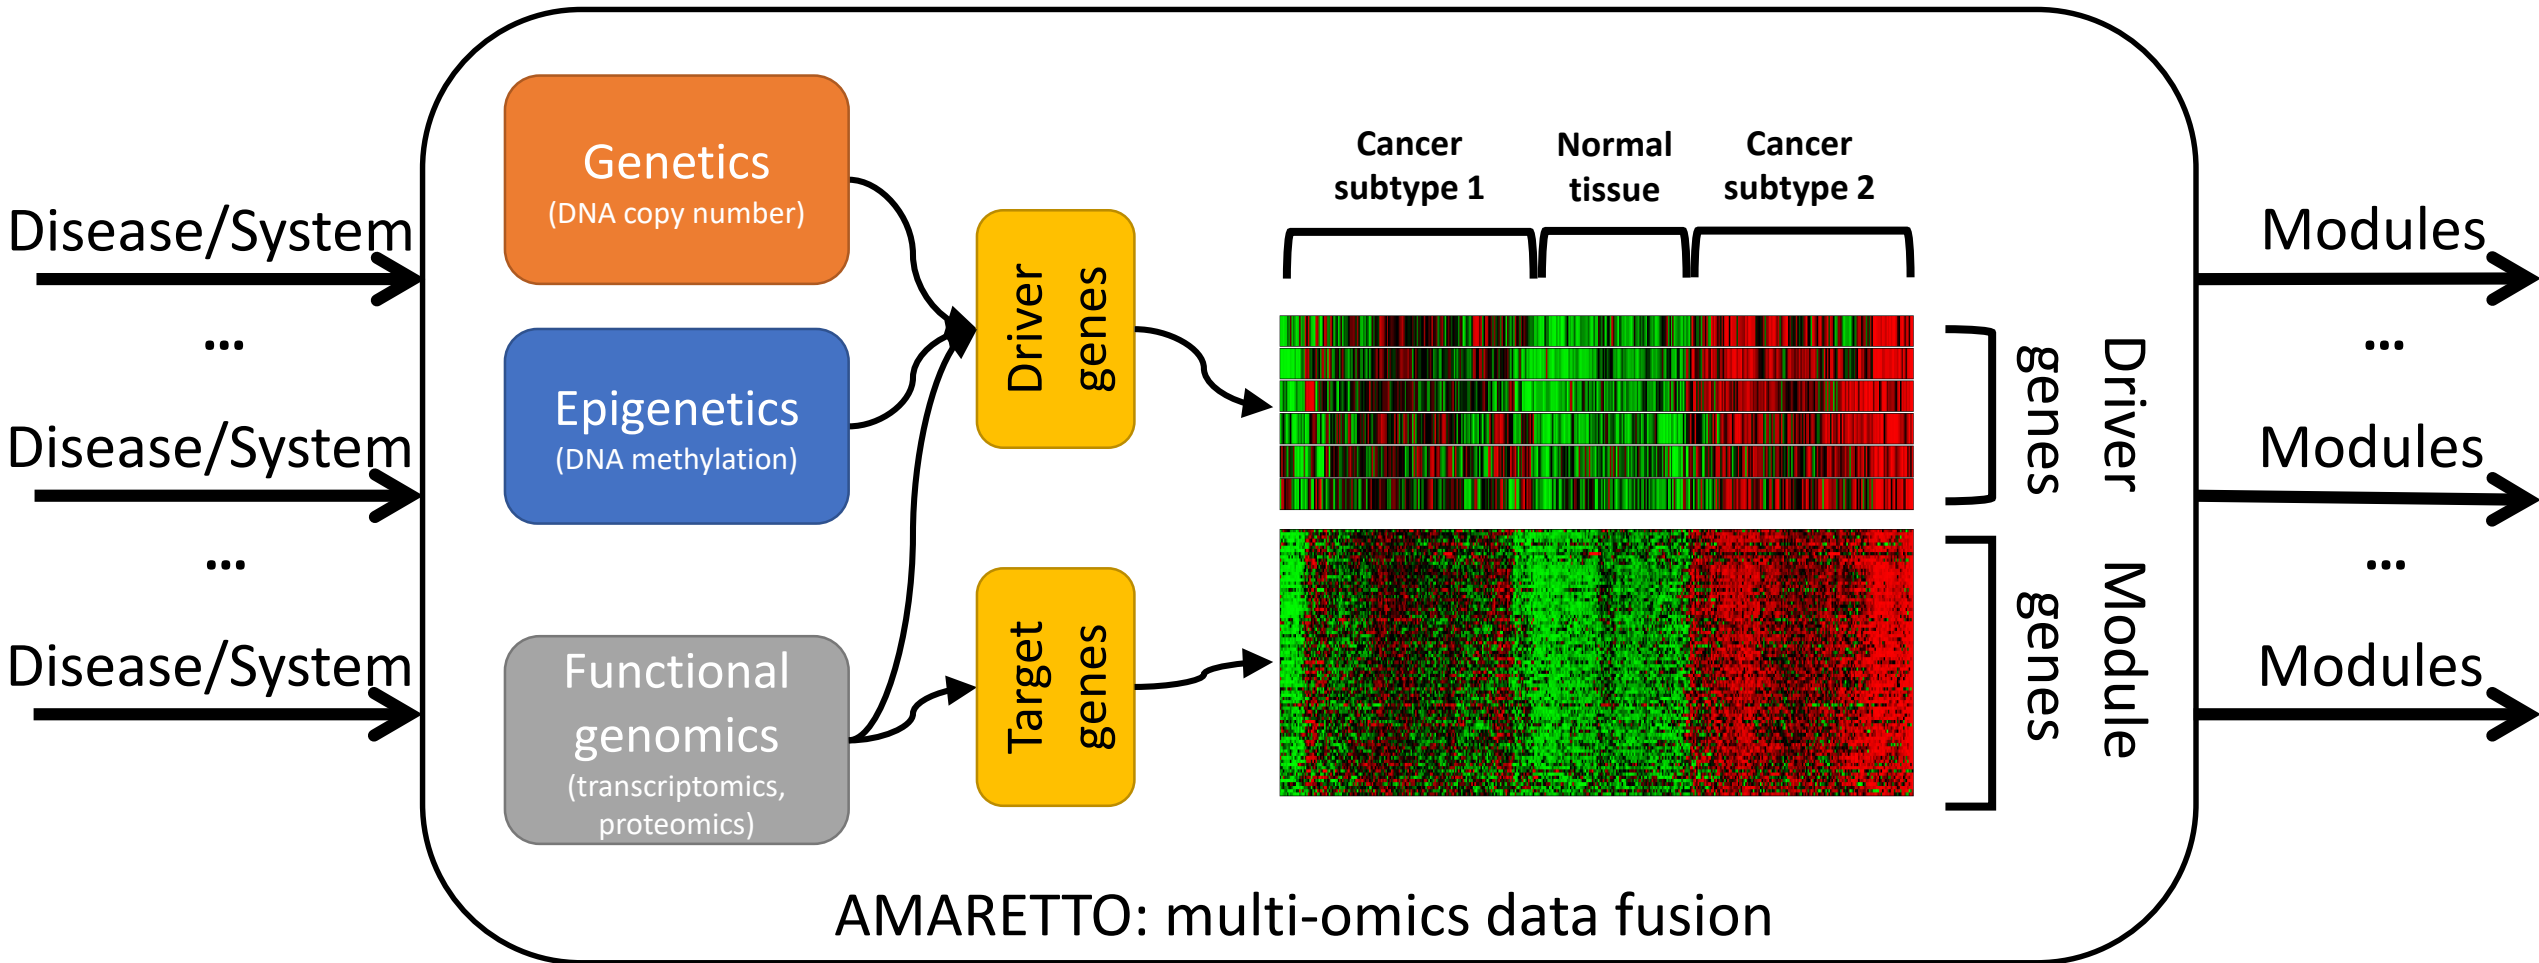 Disease/System
...
Disease/System
...
Disease/System
Genetics
(DNA copy number)
Epigenetics
(DNA methylation)
Functional
genomics
(transcriptomics,
proteomics)
Driver
genes
Target
genes
Cancer
subtype 1
Normal
tissue
Cancer
subtype 2
Driver
genes
Module
genes
Modules
...
Modules
...
Modules
AMARETTO: multi-omics data fusion